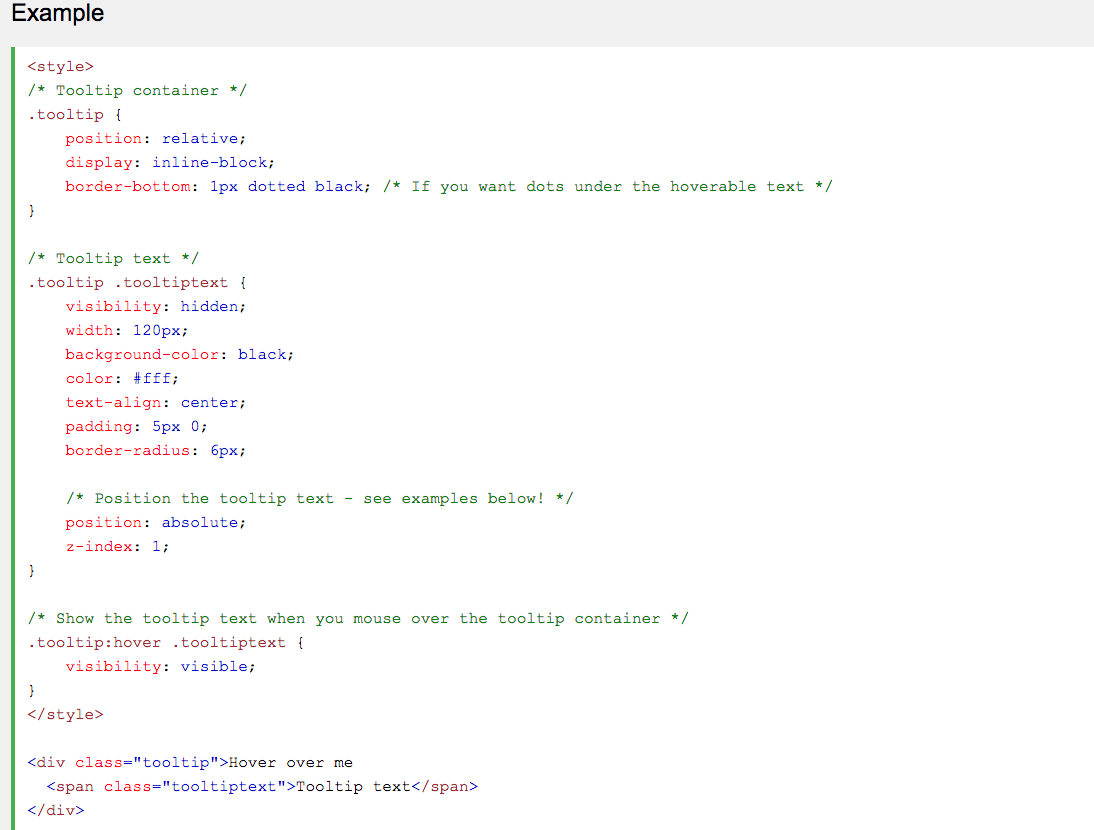 Example
<style>
/* Tooltip container */
.tooltip {
    position: relative;
    display: inline-block;
    border-bottom: 1px dotted black; /* If you want dots under the hoverable text */
}

/* Tooltip text */
.tooltip .tooltiptext {
    visibility: hidden;
    width: 120px;
    background-color: black;
    color: #fff;
    text-align: center;
    padding: 5px 0;
    border-radius: 6px;

    /* Position the tooltip text - see examples below! */
    position: absolute;
    z-index: 1;
}

/* Show the tooltip text when you mouse over the tooltip container */
.tooltip:hover .tooltiptext {
    visibility: visible;
}
</style>

<div class="tooltip">Hover over me
  <span class="tooltiptext">Tooltip text</span>
</div>